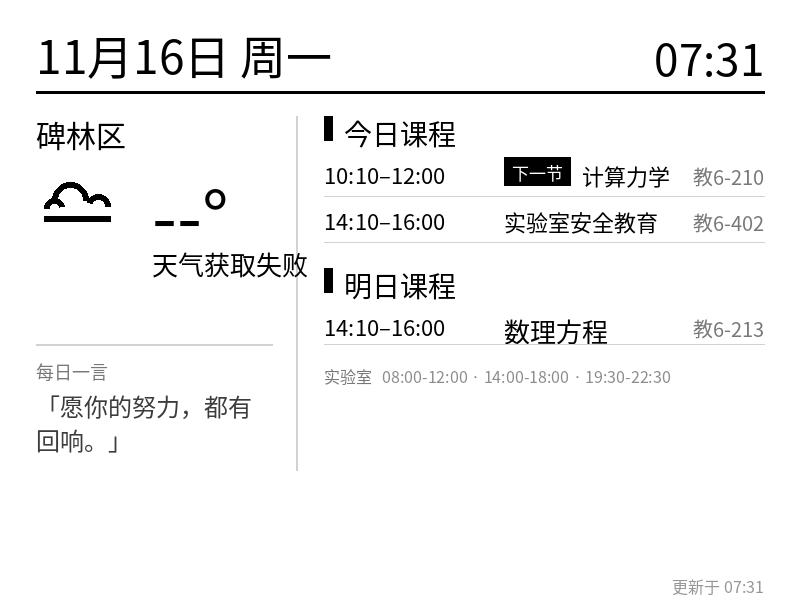 11月16日 周一
07:31
碑林区
--°
天气获取失败
每日一言
「愿你的努力，都有
回响。」
今日课程
10:10–12:00 下一节 计算力学 教6-210
14:10–16:00 实验室安全教育 教6-402
明日课程
14:10–16:00 数理方程 教6-213
实验室 08:00-12:00 · 14:00-18:00 · 19:30-22:30
更新于 07:31